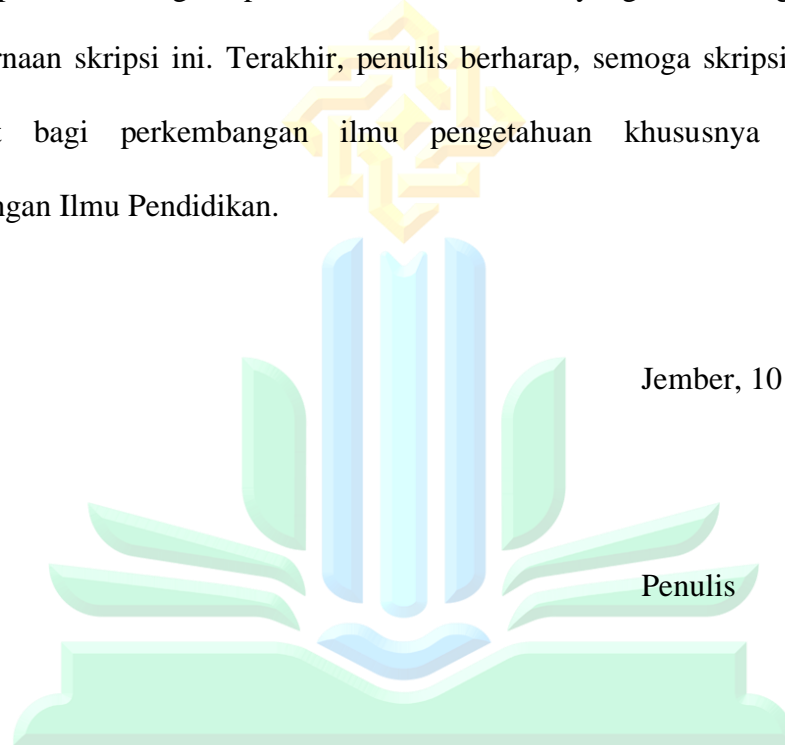 rnaan skripsi ini. Terakhir, penulis berharap, semoga skripsi
bagi perkembangan ilmu pengetahuan khususnya
ngan Ilmu Pendidikan.
Jember, 10
Penulis